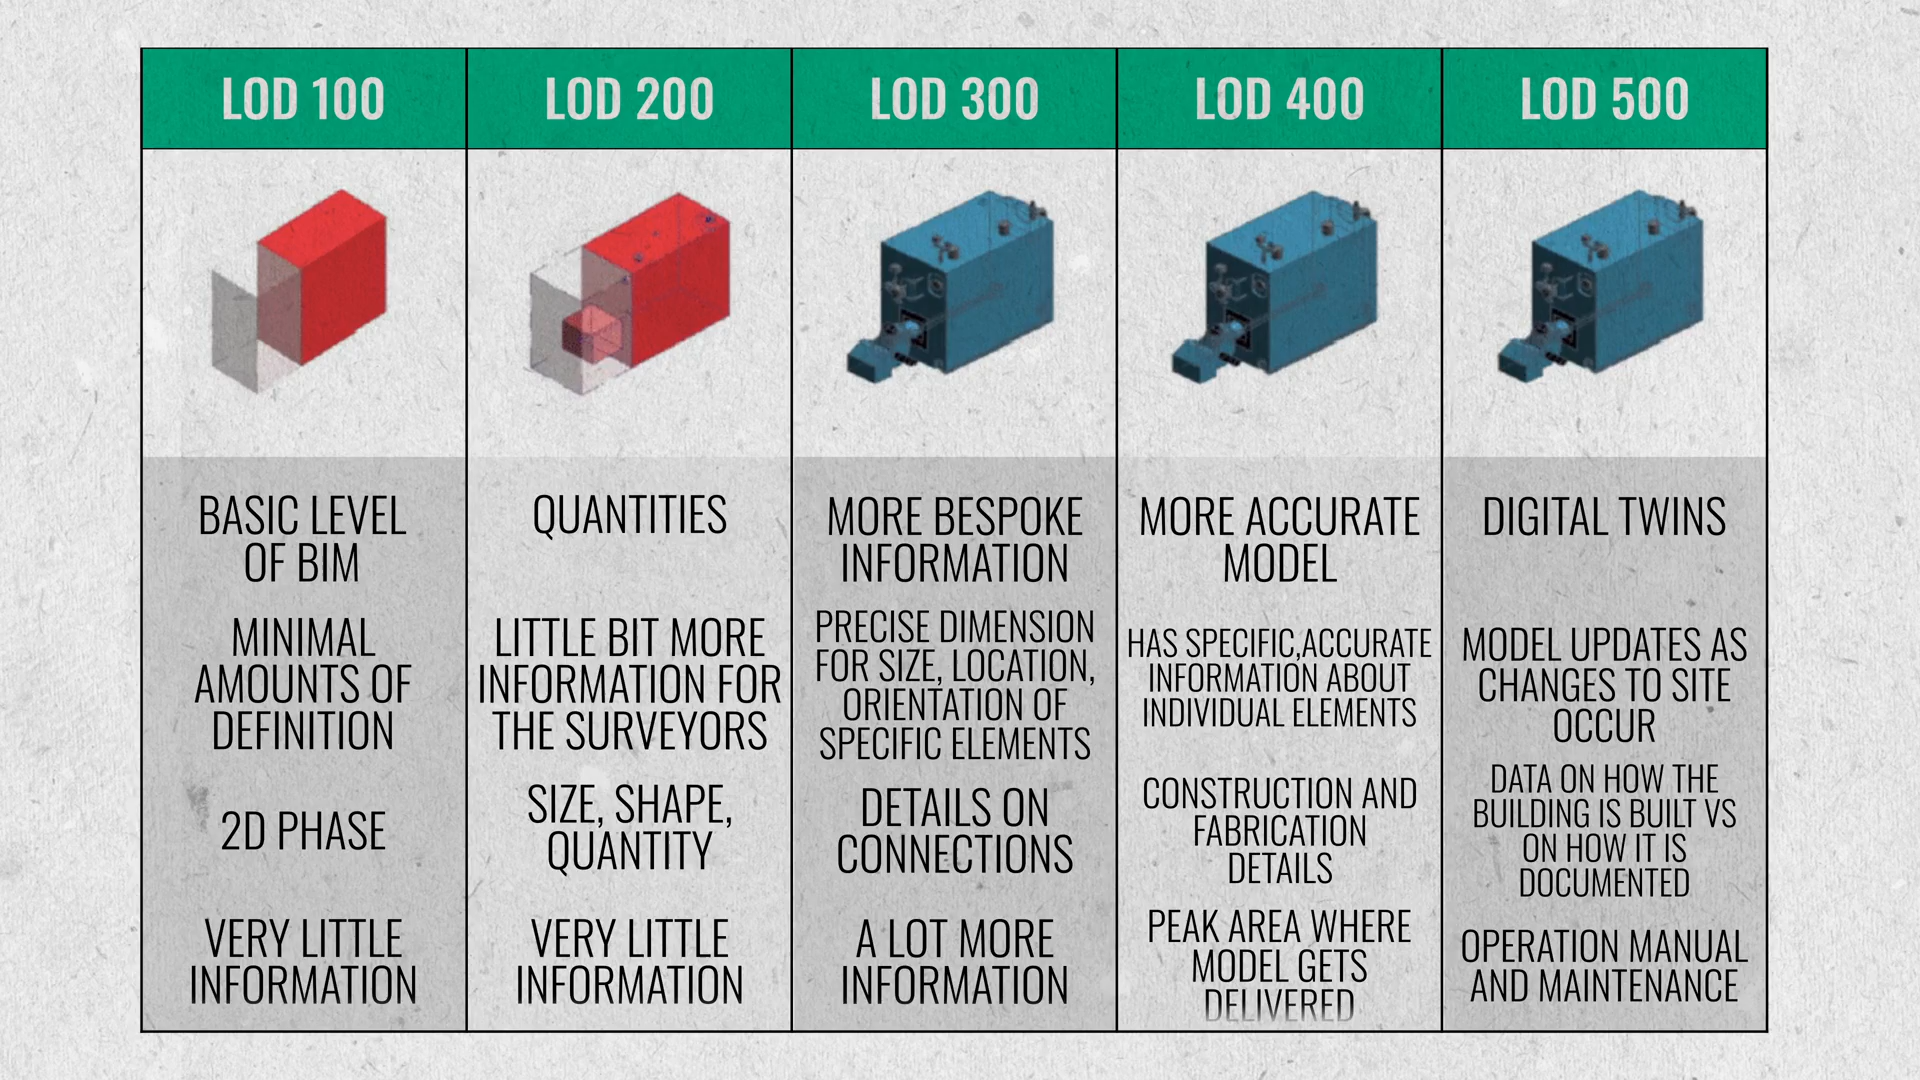 LOD 100
LOD 200
LOD 300
LOD 400
LOD 500
BASIC LEVEL
OF BIM
MINIMAL
AMOUNTS OF
DEFINITION
2D PHASE
VERY LITTLE
INFORMATION
QUANTITIES
LITTLE BIT MORE
INFORMATION FOR
THE SURVEYORS
SIZE, SHAPE,
QUANTITY
VERY LITTLE
INFORMATION
MORE BESPOKE
INFORMATION
PRECISE DIMENSION
FOR SIZE, LOCATION,
ORIENTATION OF
SPECIFIC ELEMENTS
DETAILS ON
CONNECTIONS
A LOT MORE
INFORMATION
MORE ACCURATE
MODEL
HAS SPECIFIC,ACCURATE
INFORMATION ABOUT
INDIVIDUAL ELEMENTS
CONSTRUCTION AND
FABRICATION
DETAILS
PEAK AREA WHERE
MODEL GETS
DELIVERED
DIGITAL TWINS
MODEL UPDATES AS
CHANGES TO SITE
OCCUR
DATA ON HOW THE
BUILDING IS BUILT VS
ON HOW IT IS
DOCUMENTED
OPERATION MANUAL
AND MAINTENANCE